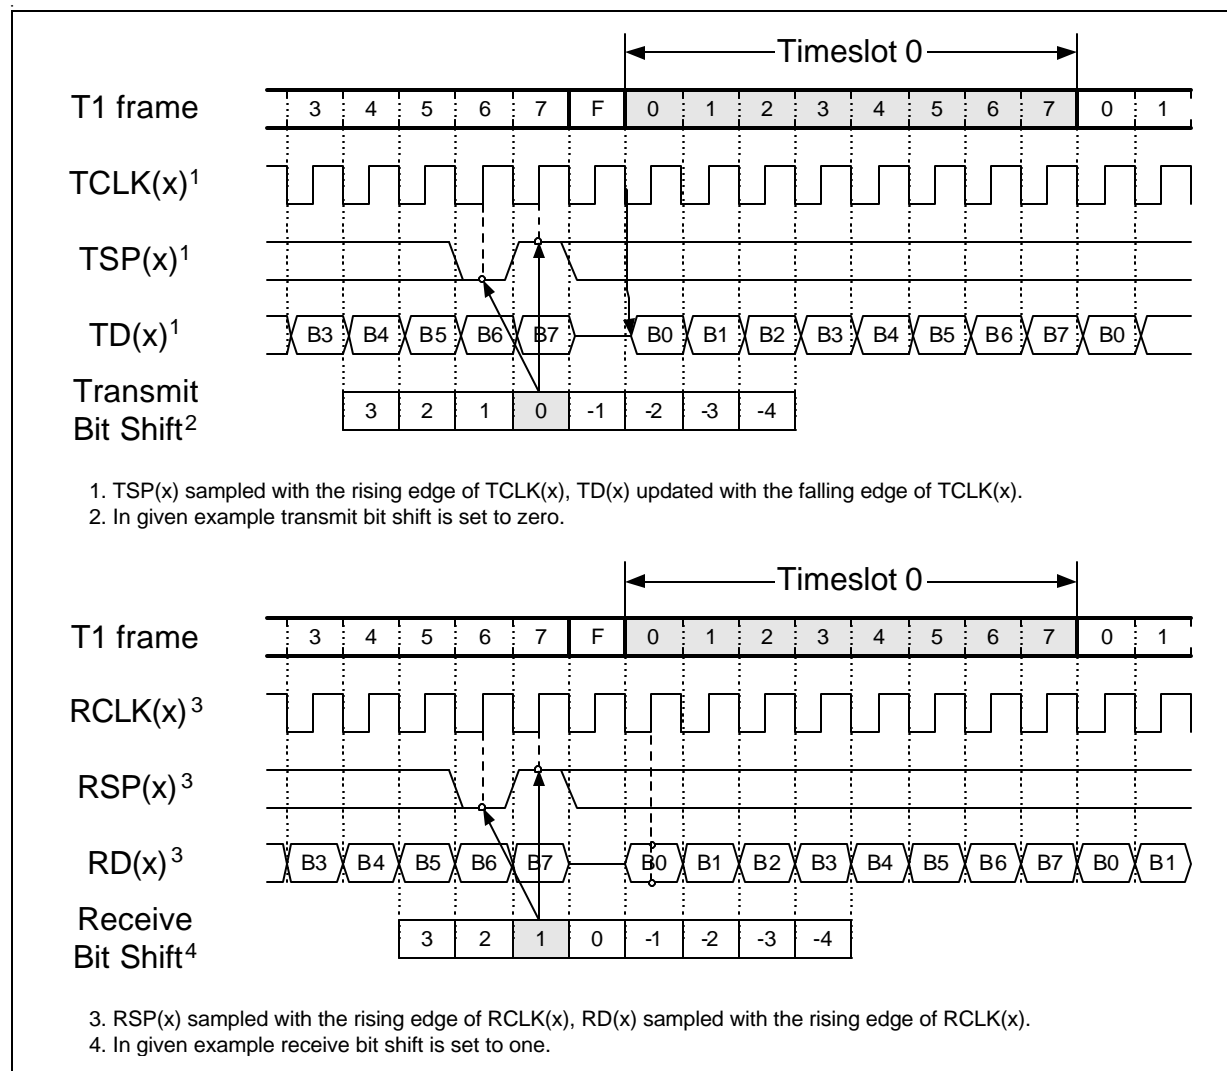 Timeslot 0
T1 frame 3 4 5 6 7 F 0 1 2 3 4 5 6 7 0 1
TCLK(x)1
TSP(x)1
TD(x)1 B3 B4 B5 B6 B7 B0 B1 B2 B3 B4 B5 B6 B7 B0
Transmit
Bit Shift2 3 2 1 0 -1 -2 -3 -4
1. TSP(x) sampled with the rising edge of TCLK(x), TD(x) updated with the falling edge of TCLK(x).
2. In given example transmit bit shift is set to zero.
Timeslot 0
T1 frame 3 4 5 6 7 F 0 1 2 3 4 5 6 7 0 1
RCLK(x)3
RSP(x)3
RD(x)3 B3 B4 B5 B6 B7 B0 B1 B2 B3 B4 B5 B6 B7 B0 B1
Receive
Bit Shift4 3 2 1 0 -1 -2 -3 -4
3. RSP(x) sampled with the rising edge of RCLK(x), RD(x) sampled with the rising edge of RCLK(x).
4. In given example receive bit shift is set to one.